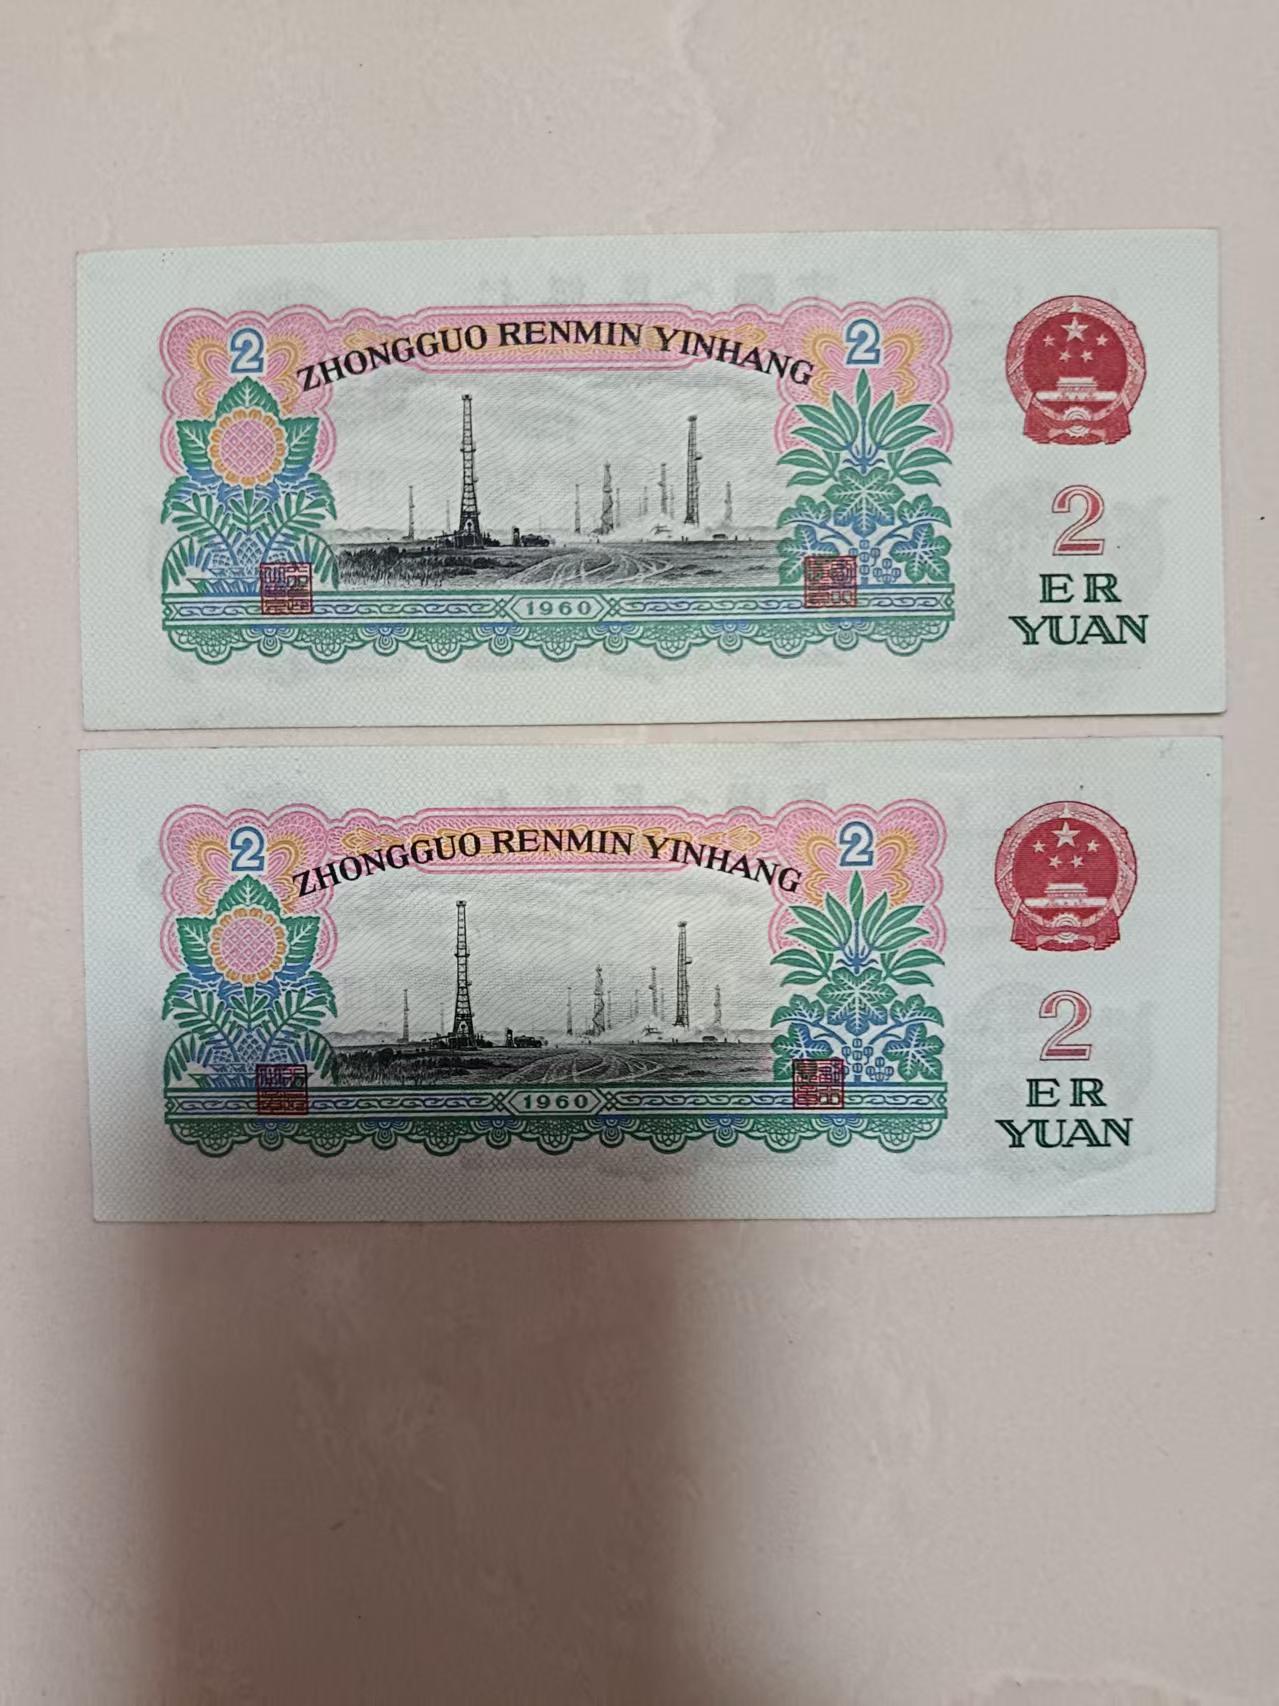 2 ZHONGGUO RENMIN YINHANG 2
2
ER
YUAN
1960
2 ZHONGGUO RENMIN YINHANG 2
2
ER
YUAN
1960